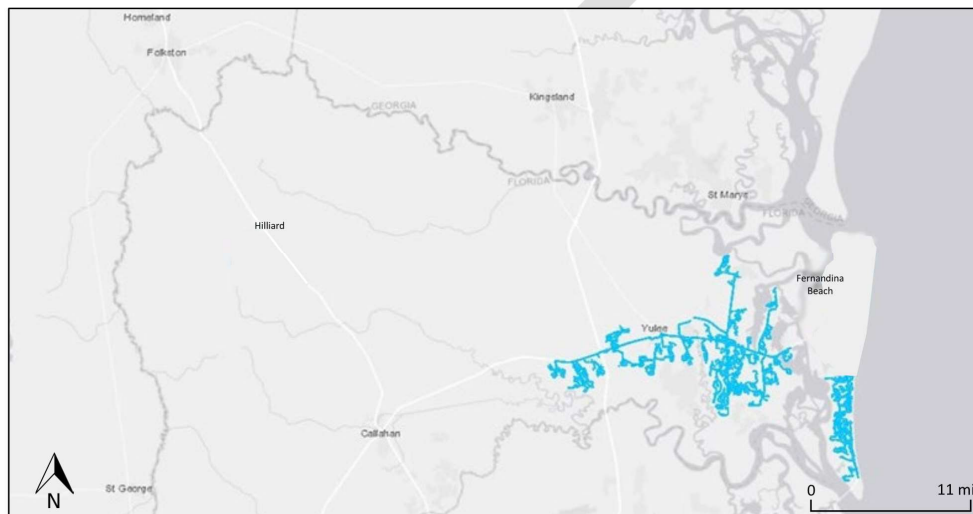 Homeland
Folkston
GEORGIA
Kingsland
FLORIDA
St Marys
GEORGIA
FLORIDA
Hilliard
Fernandina
Beach
Yulee
Callahan
St George
N
0 11 mi